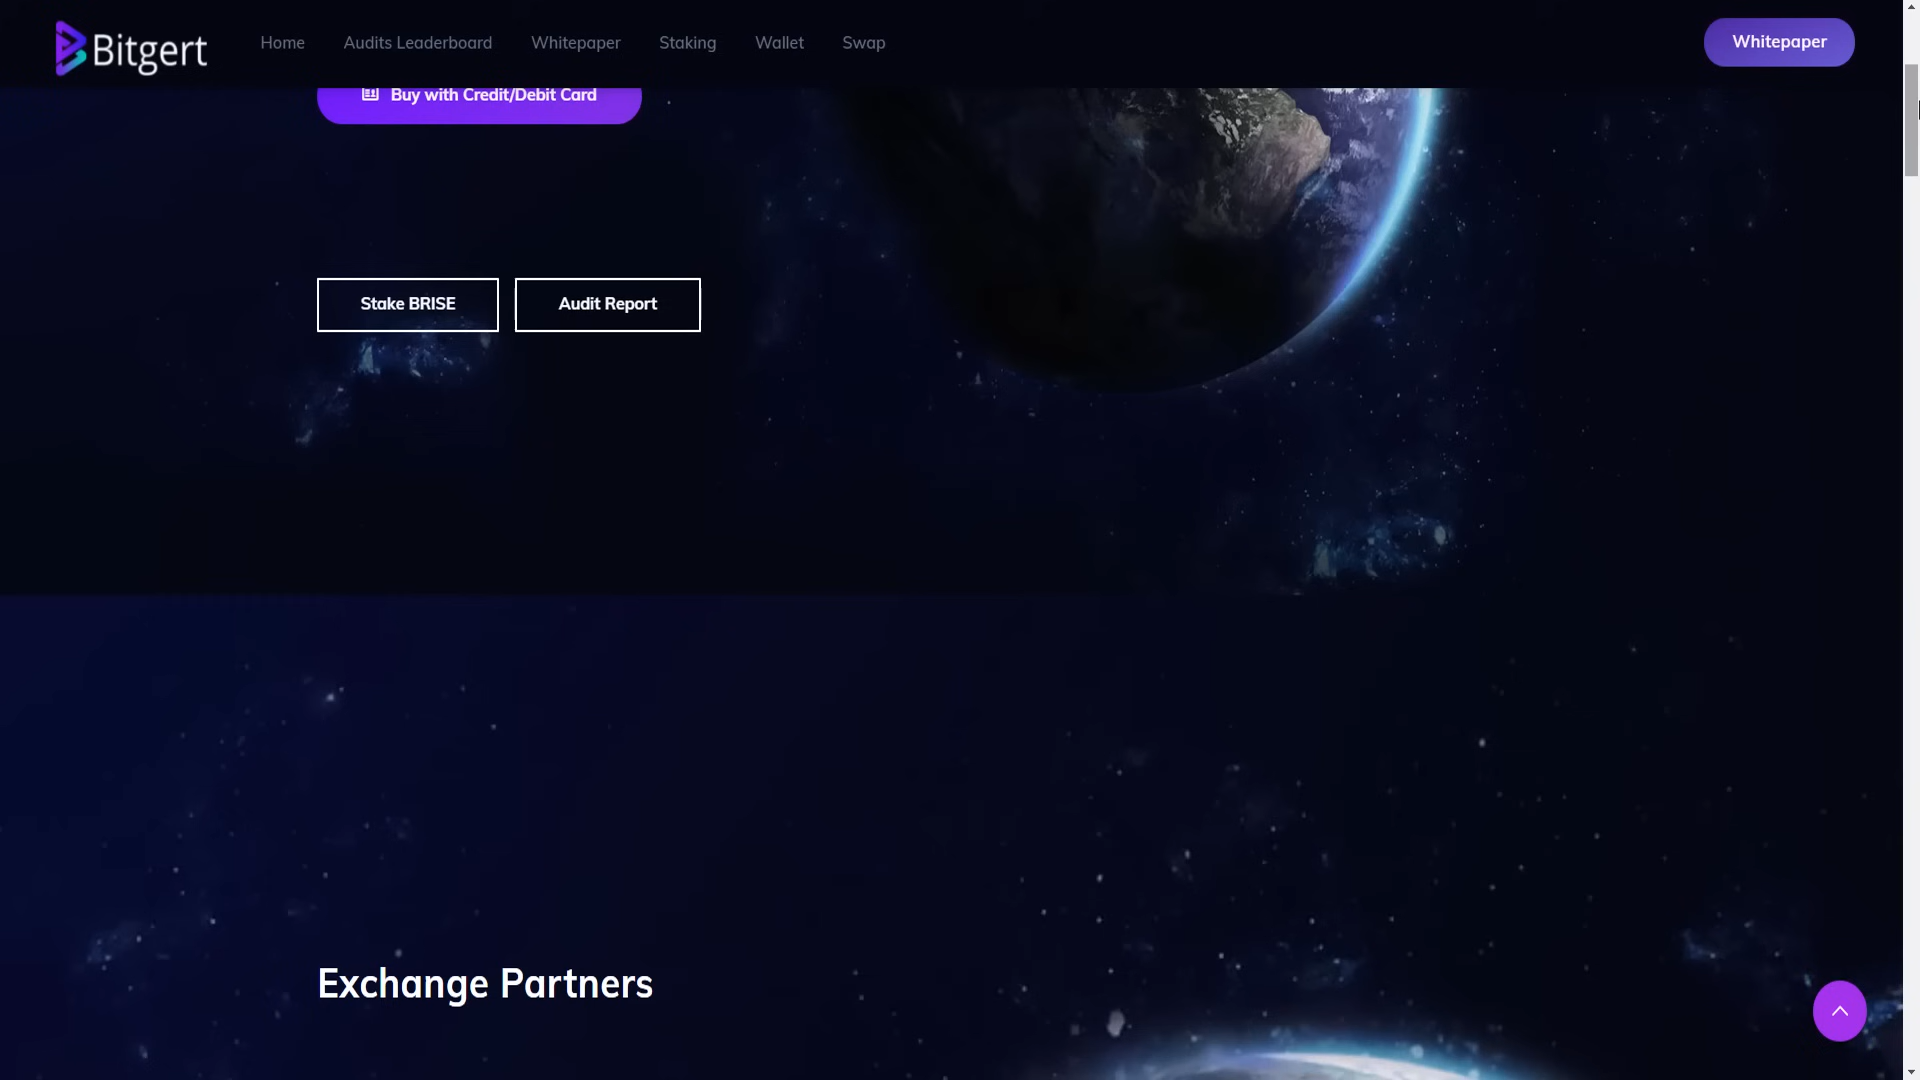 Bitgert
Home
Audits Leaderboard
Whitepaper
Staking
Wallet
Swap
Whitepaper
Buy with Credit/Debit Card
Stake BRISE
Audit Report
Exchange Partners